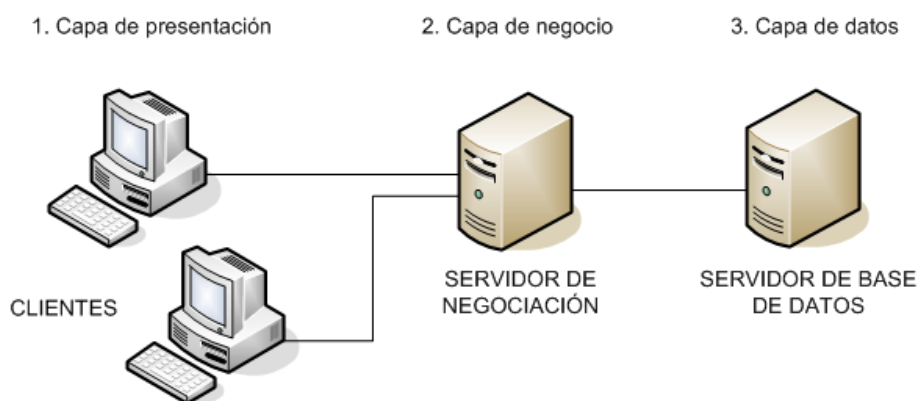 1. Capa de presentación
2. Capa de negocio
3. Capa de datos
CLIENTES
SERVIDOR DE
NEGOCIACIÓN
SERVIDOR DE BASE
DE DATOS